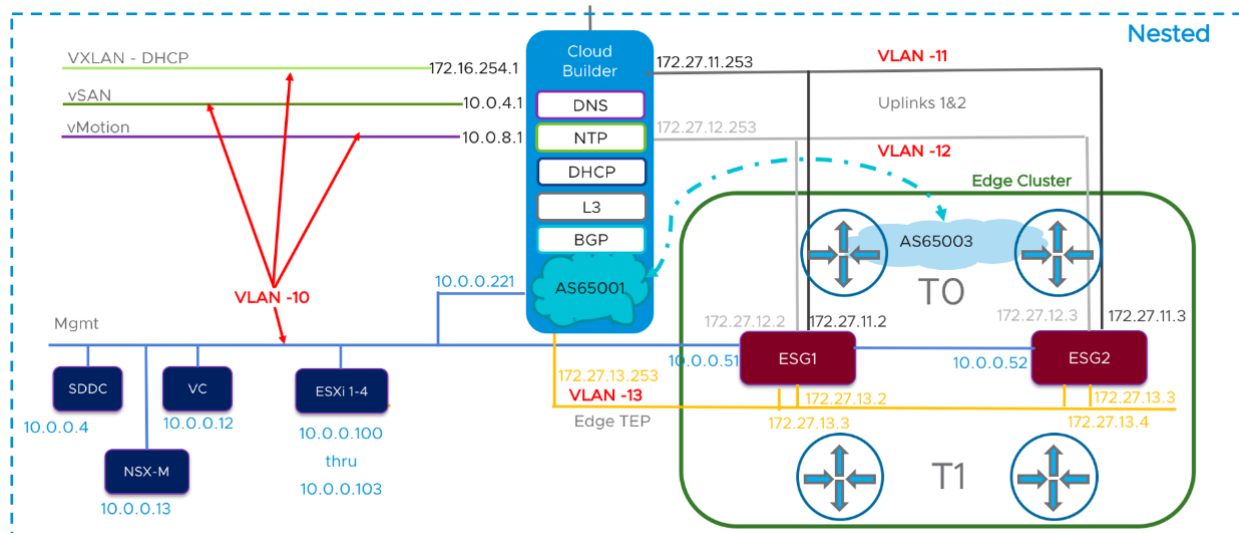 Nested
VXLAN - DHCP
172.16.254.1
vSAN
10.0.4.1
vMotion
10.0.8.1
Cloud
Builder
DNS
NTP
DHCP
L3
BGP
AS65001
172.27.11.253
VLAN -11
Uplinks 1&2
172.27.12.253
VLAN -12
Edge Cluster
AS65003
T0
VLAN -10
10.0.0.221
Mgmt
SDDC
10.0.0.4
NSX-M
10.0.0.13
VC
10.0.0.12
ESXi 1-4
10.0.0.100
thru
10.0.0.103
172.27.12.2
172.27.11.2
172.27.12.3
172.27.11.3
10.0.0.51
ESG1
10.0.0.52
ESG2
172.27.13.253
VLAN -13
Edge TEP
172.27.13.2
172.27.13.3
172.27.13.3
172.27.13.4
T1